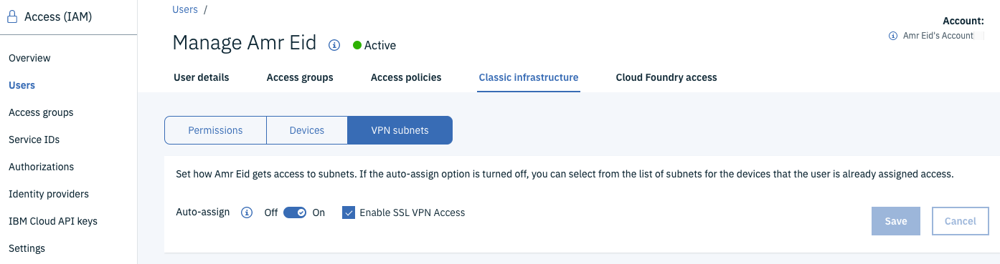 Access (IAM)
Overview
Users
Access groups
Service IDs
Authorizations
Identity providers
IBM Cloud API keys
Settings
Users /
Manage Amr Eid
Active
Account:
Amr Eid's Account
User details
Access groups
Access policies
Classic infrastructure
Cloud Foundry access
Permissions
Devices
VPN subnets
Set how Amr Eid gets access to subnets. If the auto-assign option is turned off, you can select from the list of subnets for the devices that the user is already assigned access.
Auto-assign Off On Enable SSL VPN Access
Save
Cancel